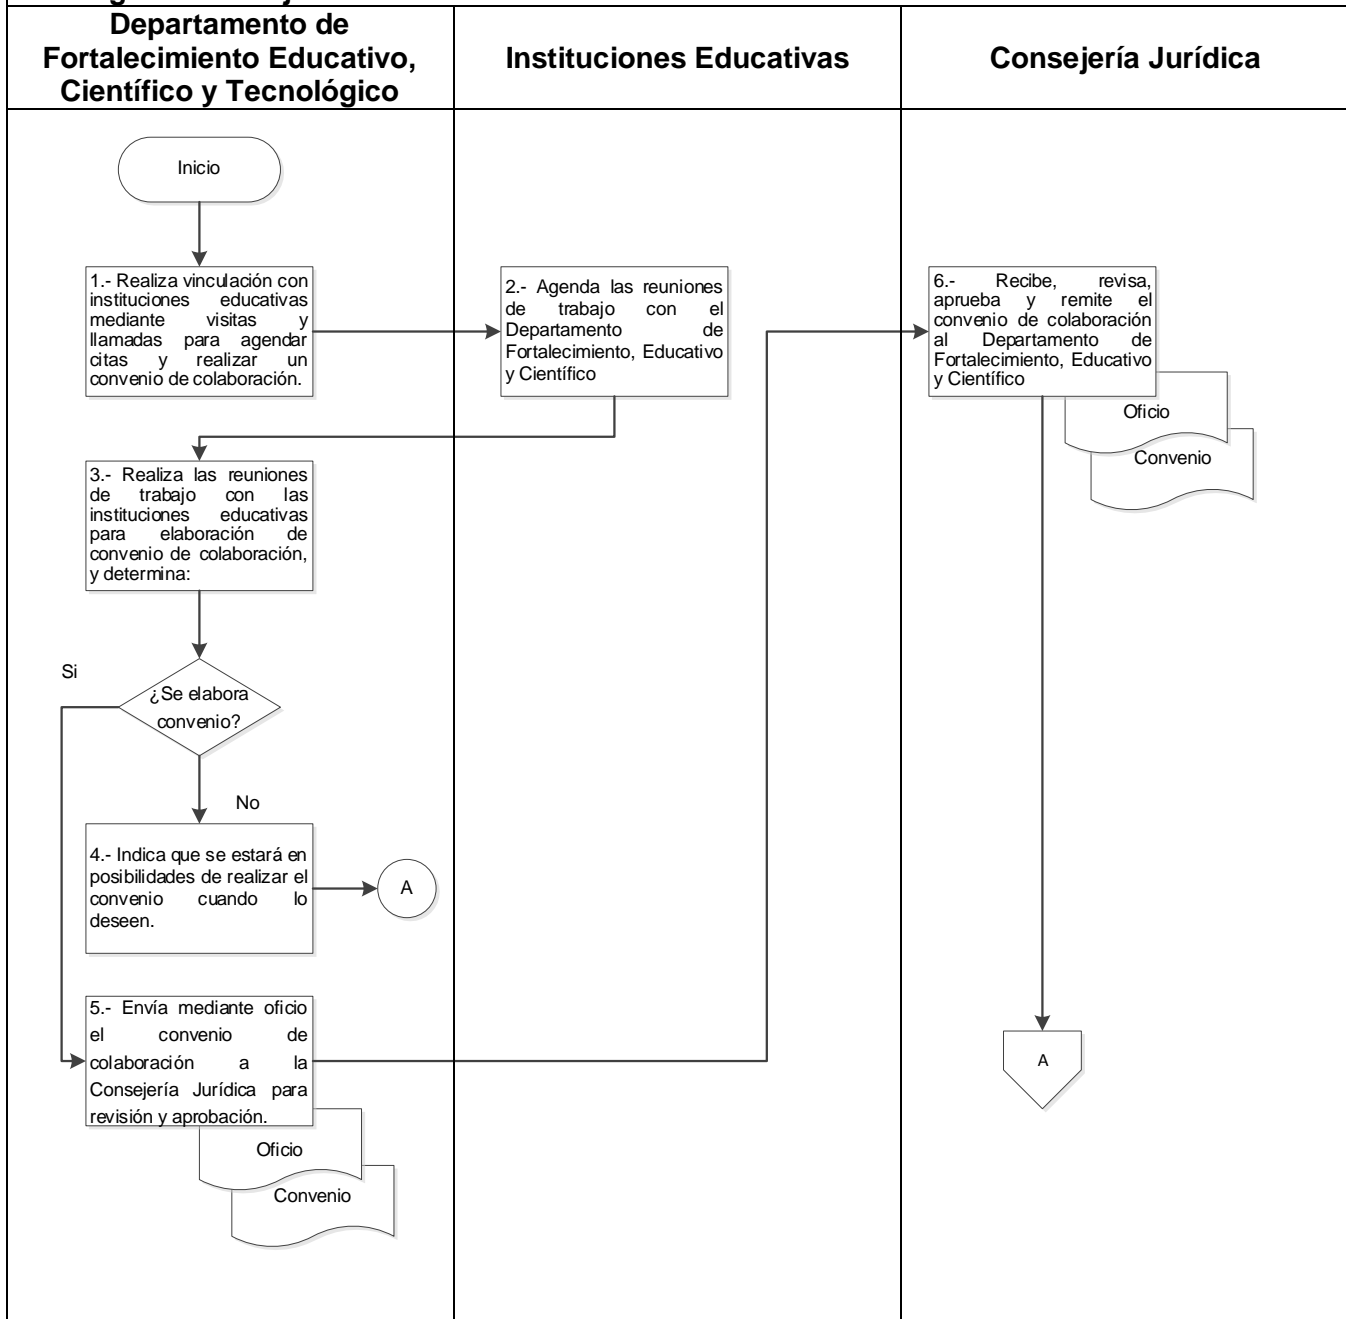 Departamento de
Fortalecimiento Educativo,
Científico y Tecnológico
Instituciones Educativas
Consejería Jurídica
Inicio
1.- Realiza vinculación con
instituciones educativas
mediante visitas y
llamadas para agendar
citas y realizar un
convenio de colaboración.
2.- Agenda las reuniones
de trabajo con el
Departamento de
Fortalecimiento, Educativo
y Científico
6.- Recibe, revisa,
aprueba y remite el
convenio de colaboración
al Departamento de
Fortalecimiento, Educativo
y Científico
Oficio
Convenio
3.- Realiza las reuniones
de trabajo con las
instituciones educativas
para elaboración de
convenio de colaboración,
y determina:
Si
¿Se elabora
convenio?
No
4.- Indica que se estará en
posibilidades de realizar el
convenio cuando lo
deseen.
A
5.- Envía mediante oficio
el convenio de
colaboración a la
Consejería Jurídica para
revisión y aprobación.
Oficio
Convenio
A